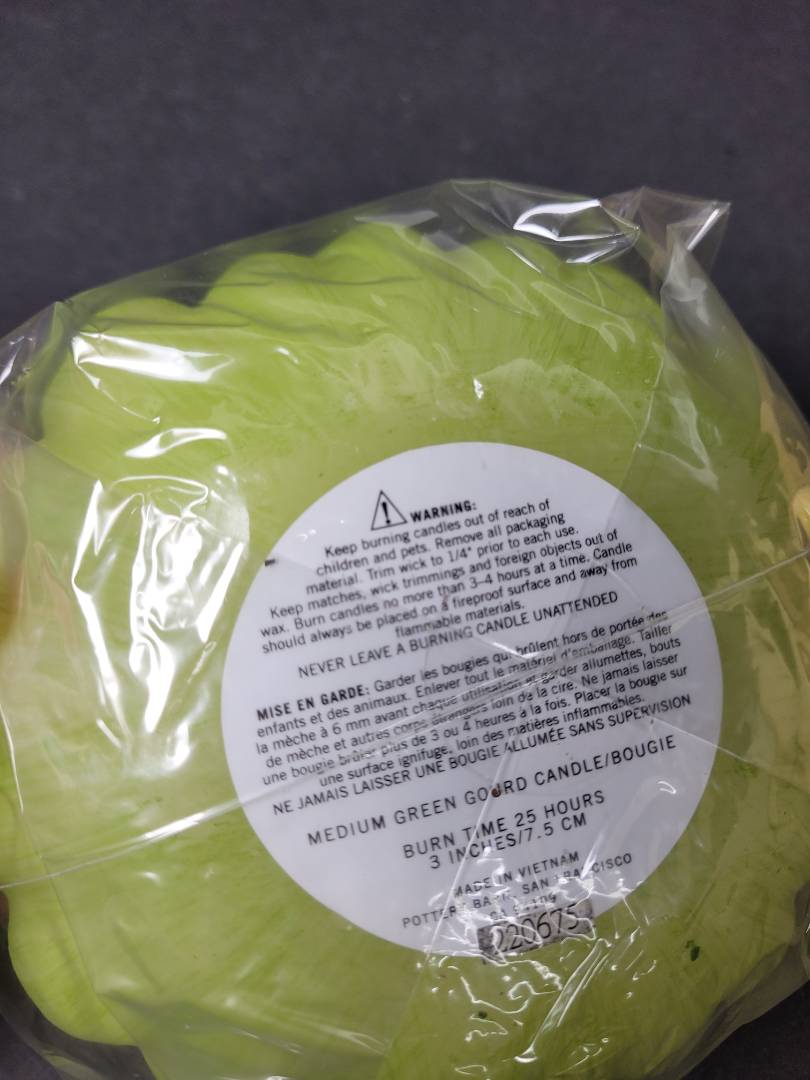 WARNING:
Keep burning candles out of reach of
children and pets. Remove all packaging
material. Trim wick to 1/4" prior to each use.
Keep matches, wick trimmings and foreign objects out of
wax. Burn candles no more than 3-4 hours at a time. Candle
should always be placed on a fireproof surface and away from
flammable materials.
NEVER LEAVE A BURNING CANDLE UNATTENDED
MISE EN GARDE: Garder les bougies qui brûlent hors de portée des
enfants et des animaux. Enlever tout le matériel d'emballage. Tailler
la mèche à 6 mm avant chaque utilisation et garder allumettes, bouts
de mèche et autres corps étrangers loin de la cire. Ne jamais laisser
une bougie brûler plus de 3 ou 4 heures à la fois. Placer la bougie sur
une surface ignifuge, loin des matières inflammables.
NE JAMAIS LAISSER UNE BOUGIE ALLUMÉE SANS SUPERVISION
MEDIUM GREEN GOURD CANDLE/BOUGIE
BURN TIME 25 HOURS
3 INCHES/7.5 CM
MADE IN VIETNAM
POTTERY BARN, SAN FRANCISCO
CA
220675